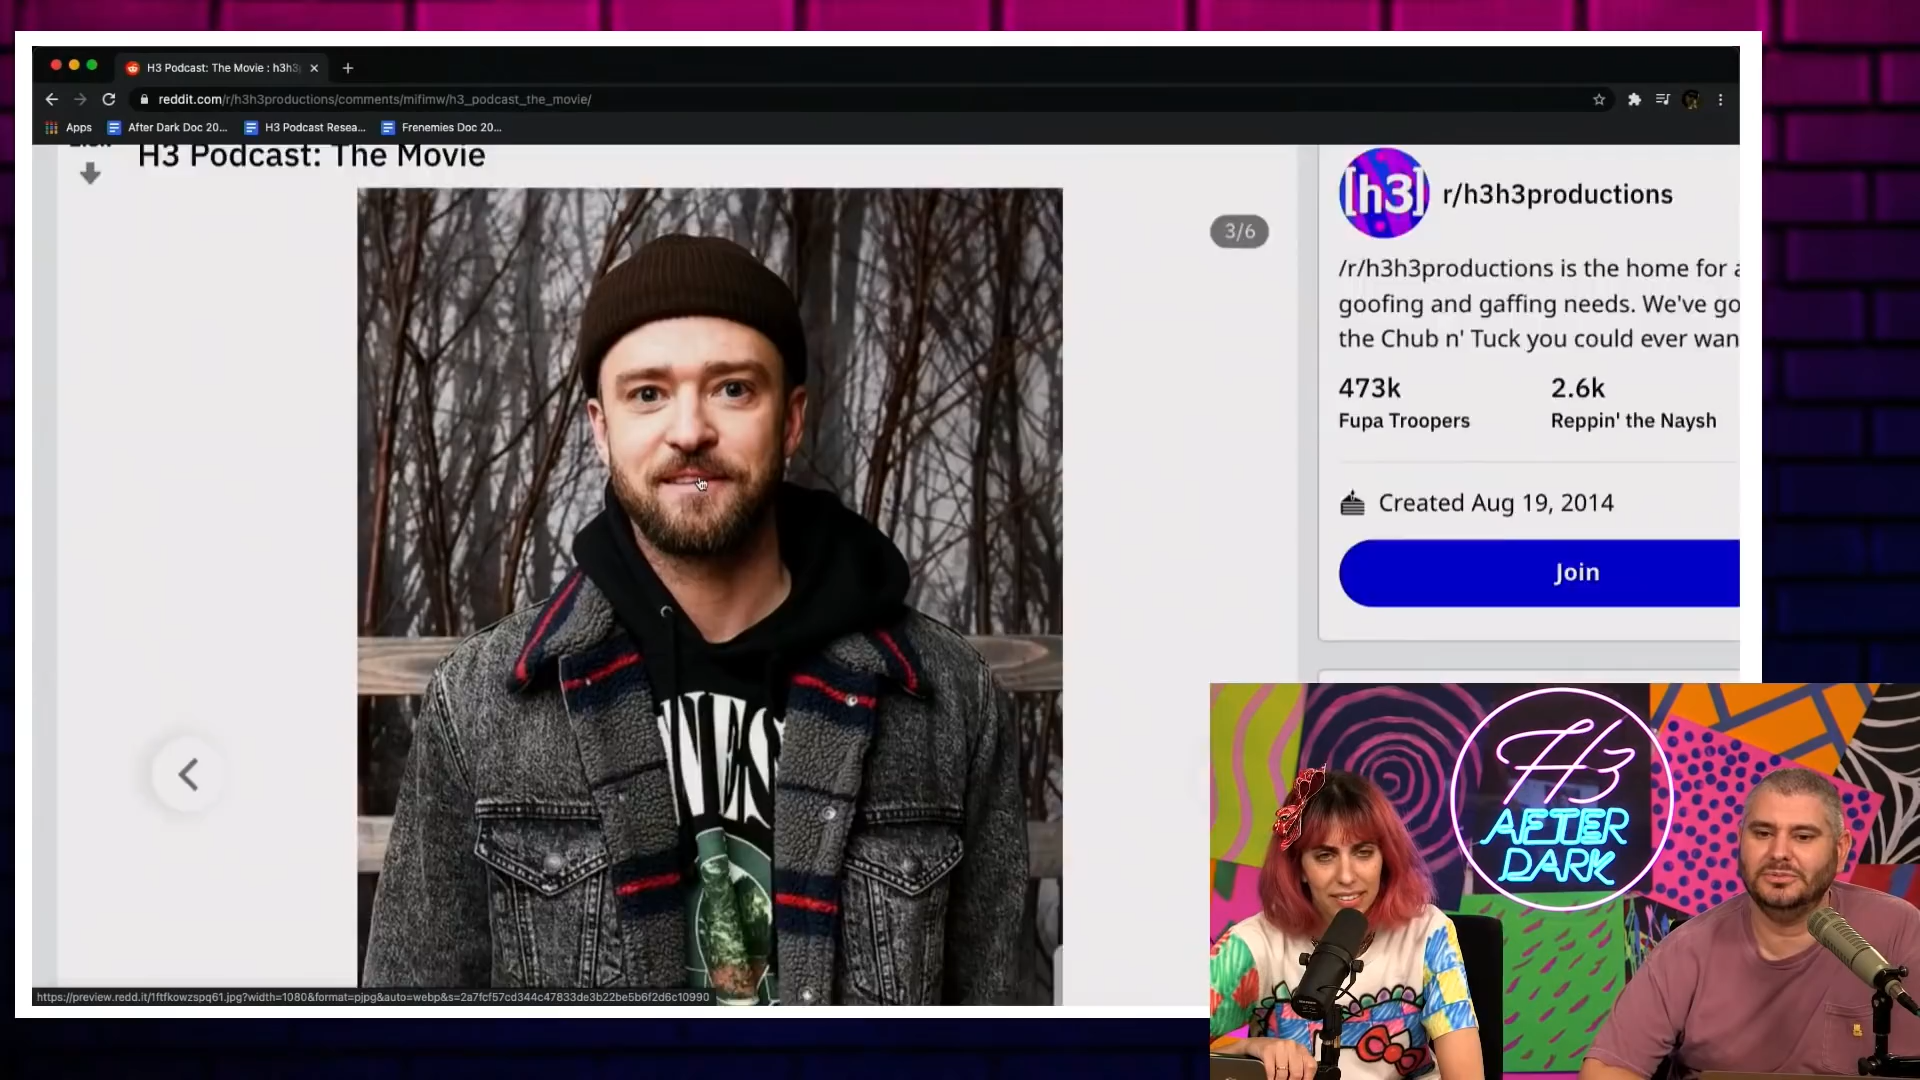 H3 Podcast: The Movie : h3h3
reddit.com/r/h3h3productions/comments/mifimw/h3_podcast_the_movie/
Apps
After Dark Doc 20...
H3 Podcast Resea...
Frenemies Doc 20...
H3 Podcast: The Movie
3/6
[h3]
r/h3h3productions
/r/h3h3productions is the home for a
goofing and gaffing needs. We've go
the Chub n' Tuck you could ever wan
473k
2.6k
Fupa Troopers
Reppin' the Naysh
Created Aug 19, 2014
Join
NES
H3
AFTER
DARK
https://preview.redd.it/1ftfkowzspq61.jpg?width=1080&format=pjpg&auto=webp&s=2a7fcf57cd344c47833de3b22be5b6f2d6c10990